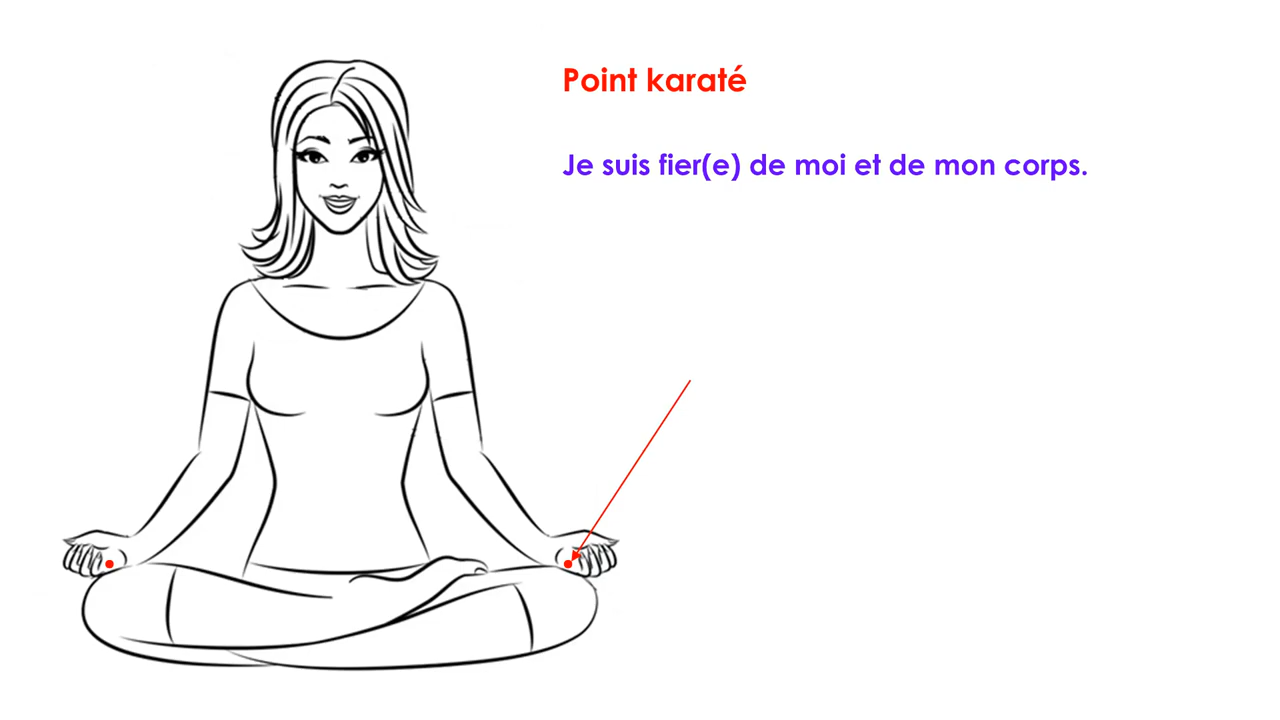 Point karaté
Je suis fier(e) de moi et de mon corps.